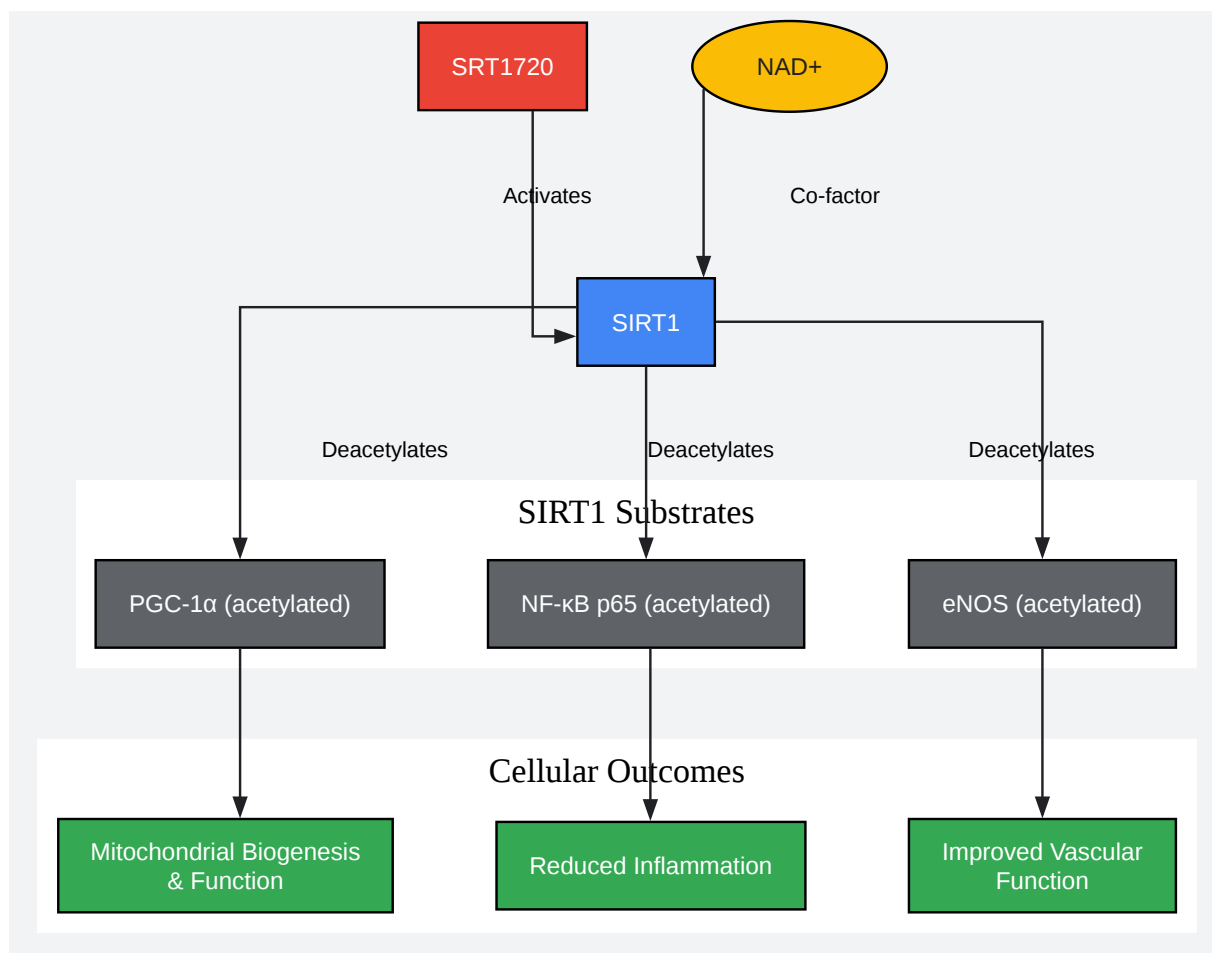 SRT1720
NAD+
Activates
Co-factor
SIRT1
Deacetylates
Deacetylates
Deacetylates
SIRT1 Substrates
PGC-1α (acetylated)
NF-κB p65 (acetylated)
eNOS (acetylated)
Cellular Outcomes
Mitochondrial Biogenesis
& Function
Reduced Inflammation
Improved Vascular
Function